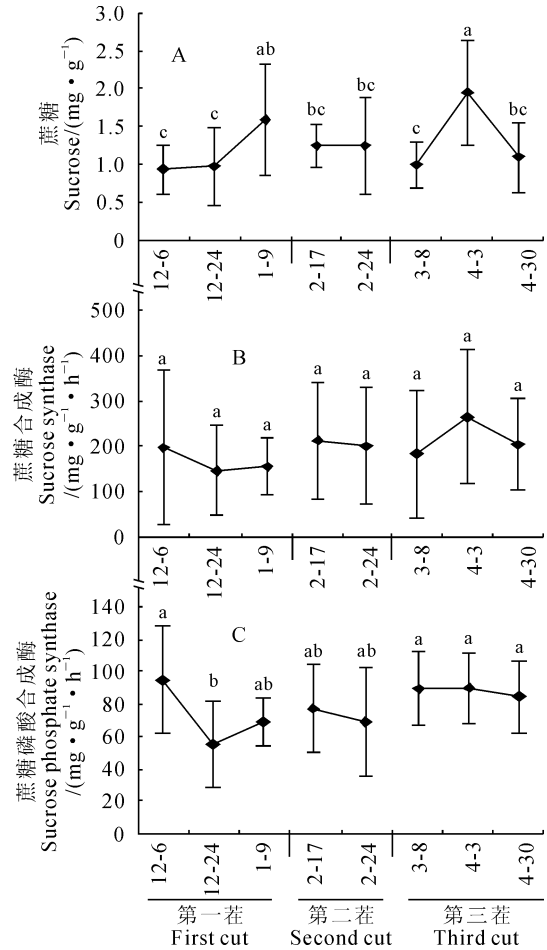 A
蔗糖
Sucrose/(mg·g⁻¹)
3.0
2.5
2.0
1.5
1.0
0.5
0
c
c
ab
bc
bc
c
a
bc
12-6
12-24
1-9
2-17
2-24
3-8
4-3
4-30
B
蔗糖合成酶
Sucrose synthase
/(mg·g⁻¹·h⁻¹)
500
400
300
200
100
0
a
a
a
a
a
a
a
a
12-6
12-24
1-9
2-17
2-24
3-8
4-3
4-30
C
蔗糖磷酸合成酶
Sucrose phosphate synthase
/(mg·g⁻¹·h⁻¹)
140
120
100
80
60
40
20
0
a
b
ab
ab
ab
a
a
a
12-6
12-24
1-9
2-17
2-24
3-8
4-3
4-30
第一茬
First cut
第二茬
Second cut
第三茬
Third cut